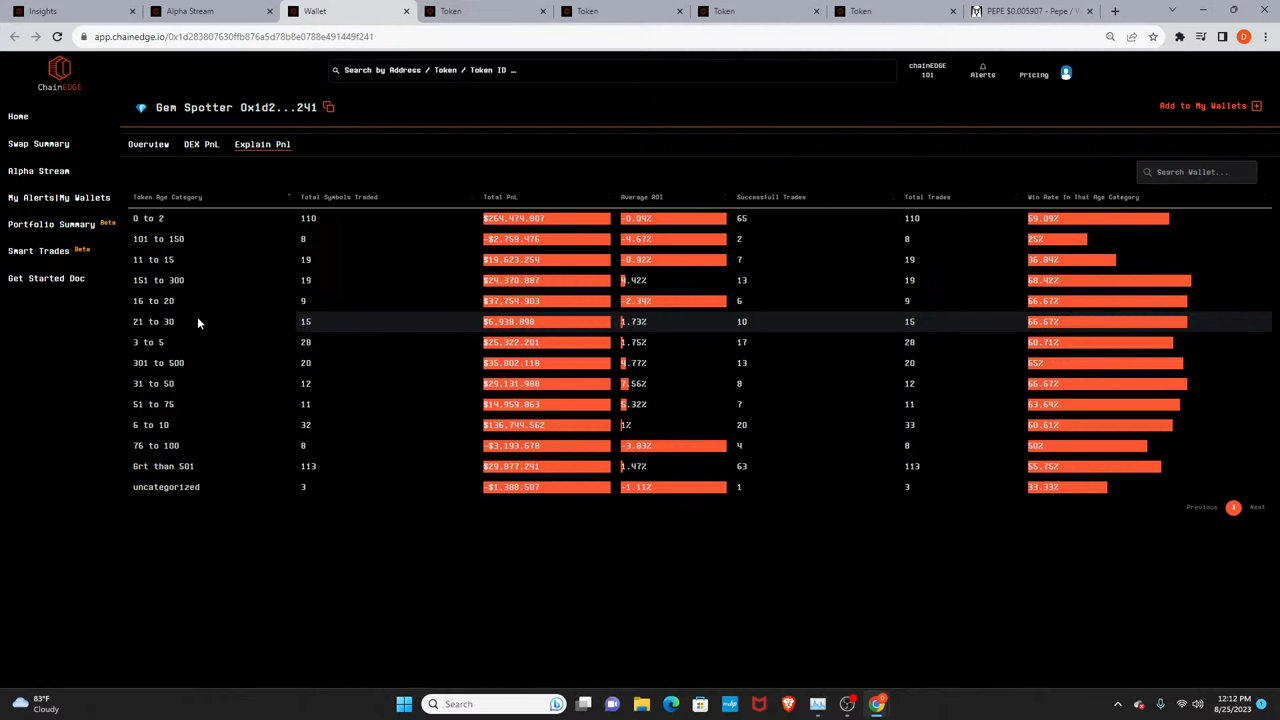 Insights
Alpha Stream
Wallet
Token
Token
Token
Token
PEPE $0.005907 - Pepe / W
app.chainedge.io/0x1d283807630ffb876a5d78b8e0788e491449f241
D
ChainEDGE
Search by Address / Token / Token ID …
chainEDGE
101
Alerts
Pricing
Home
Swap Summary
Alpha Stream
My Alerts|My Wallets
Portfolio Summary Beta
Smart Trades Beta
Get Started Doc
Gem Spotter 0x1d2...241
Add to My Wallets
Overview DEX PnL Explain Pnl
Search Wallet...
Token Age Category Total Symbols Traded Total PnL Average ROI Successfull Trades Total Trades Win Rate In That Age Category
0 to 2 110 $264,474.807 -0.04% 65 110 59.09%
101 to 150 8 -$2,759.476 -4.67% 2 8 25%
11 to 15 19 $19,623.254 -0.92% 7 19 36.84%
151 to 300 19 $24,370.887 4.42% 13 19 68.42%
16 to 20 9 $37,754.903 -2.34% 6 9 66.67%
21 to 30 15 $6,938.898 1.73% 10 15 66.67%
3 to 5 28 $25,322.201 1.75% 17 28 60.71%
301 to 500 20 $35,802.118 4.77% 13 20 65%
31 to 50 12 $29,131.988 7.56% 8 12 66.67%
51 to 75 11 $14,959.863 5.32% 7 11 63.64%
6 to 10 32 $136,744.562 1% 20 33 60.61%
76 to 100 8 -$3,193.678 -3.83% 4 8 50%
Grt than 501 113 $29,877.241 1.47% 63 113 55.75%
uncategorized 3 -$1,388.507 -1.11% 1 3 33.33%
Previous 1 Next
83°F
Cloudy
Search
12:12 PM
8/25/2023